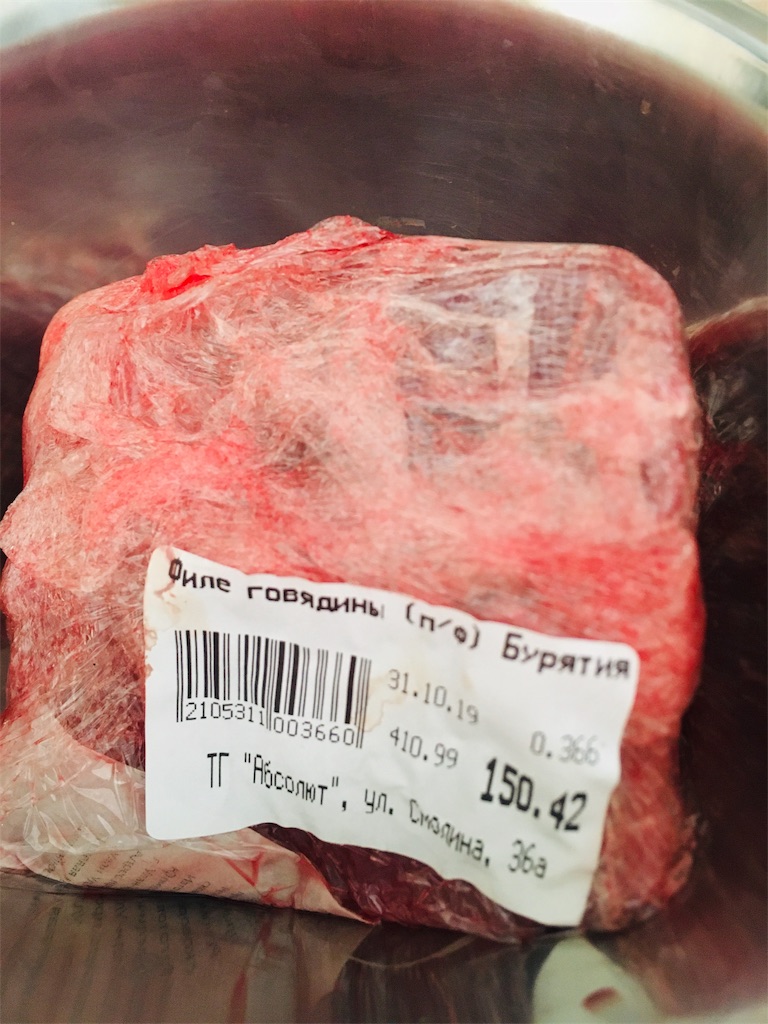 Филе говядины (п/ф) Бурятия
31.10.19
2105311003660
410.99
0.366
150.42
ТГ "Абсолют", ул. Смолина, 36а